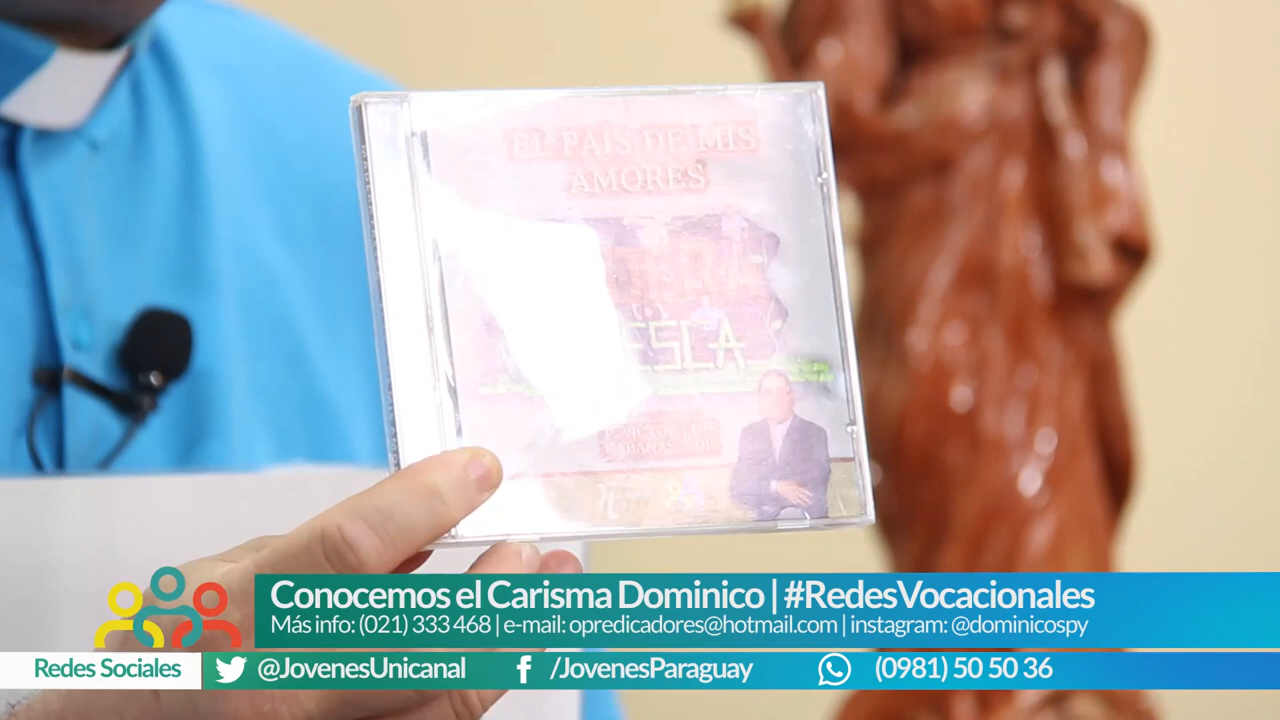 EL PAIS DE MIS
AMORES
ESCA
Conocemos el Carisma Dominico | #RedesVocacionales
Más info: (021) 333 468 | e-mail: opredicadores@hotmail.com | instagram: @dominicospy
Redes Sociales @JovenesUnicanal /JovenesParaguay (0981) 50 50 36